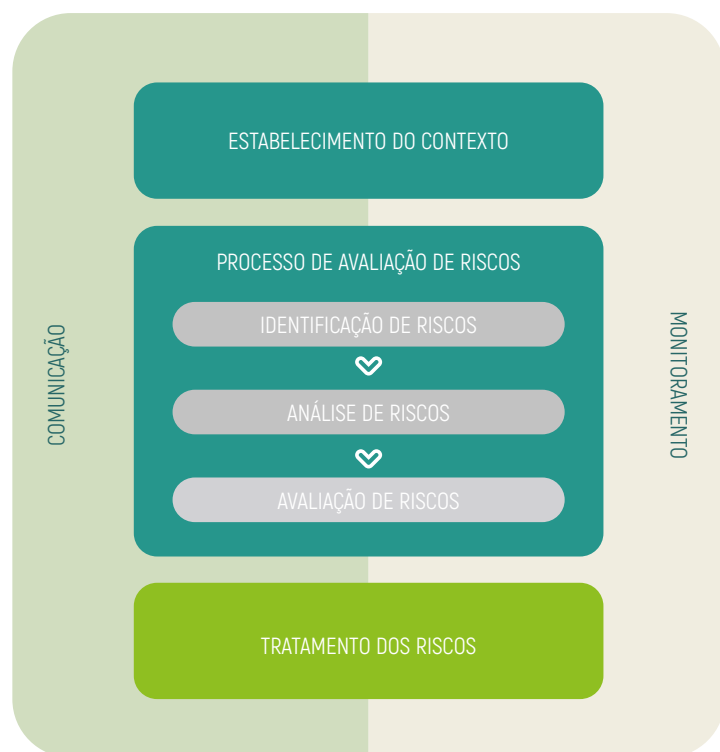 ESTABELECIMENTO DO CONTEXTO
PROCESSO DE AVALIAÇÃO DE RISCOS
IDENTIFICAÇÃO DE RISCOS
ANÁLISE DE RISCOS
AVALIAÇÃO DE RISCOS
TRATAMENTO DOS RISCOS
COMUNICAÇÃO
MONITORAMENTO